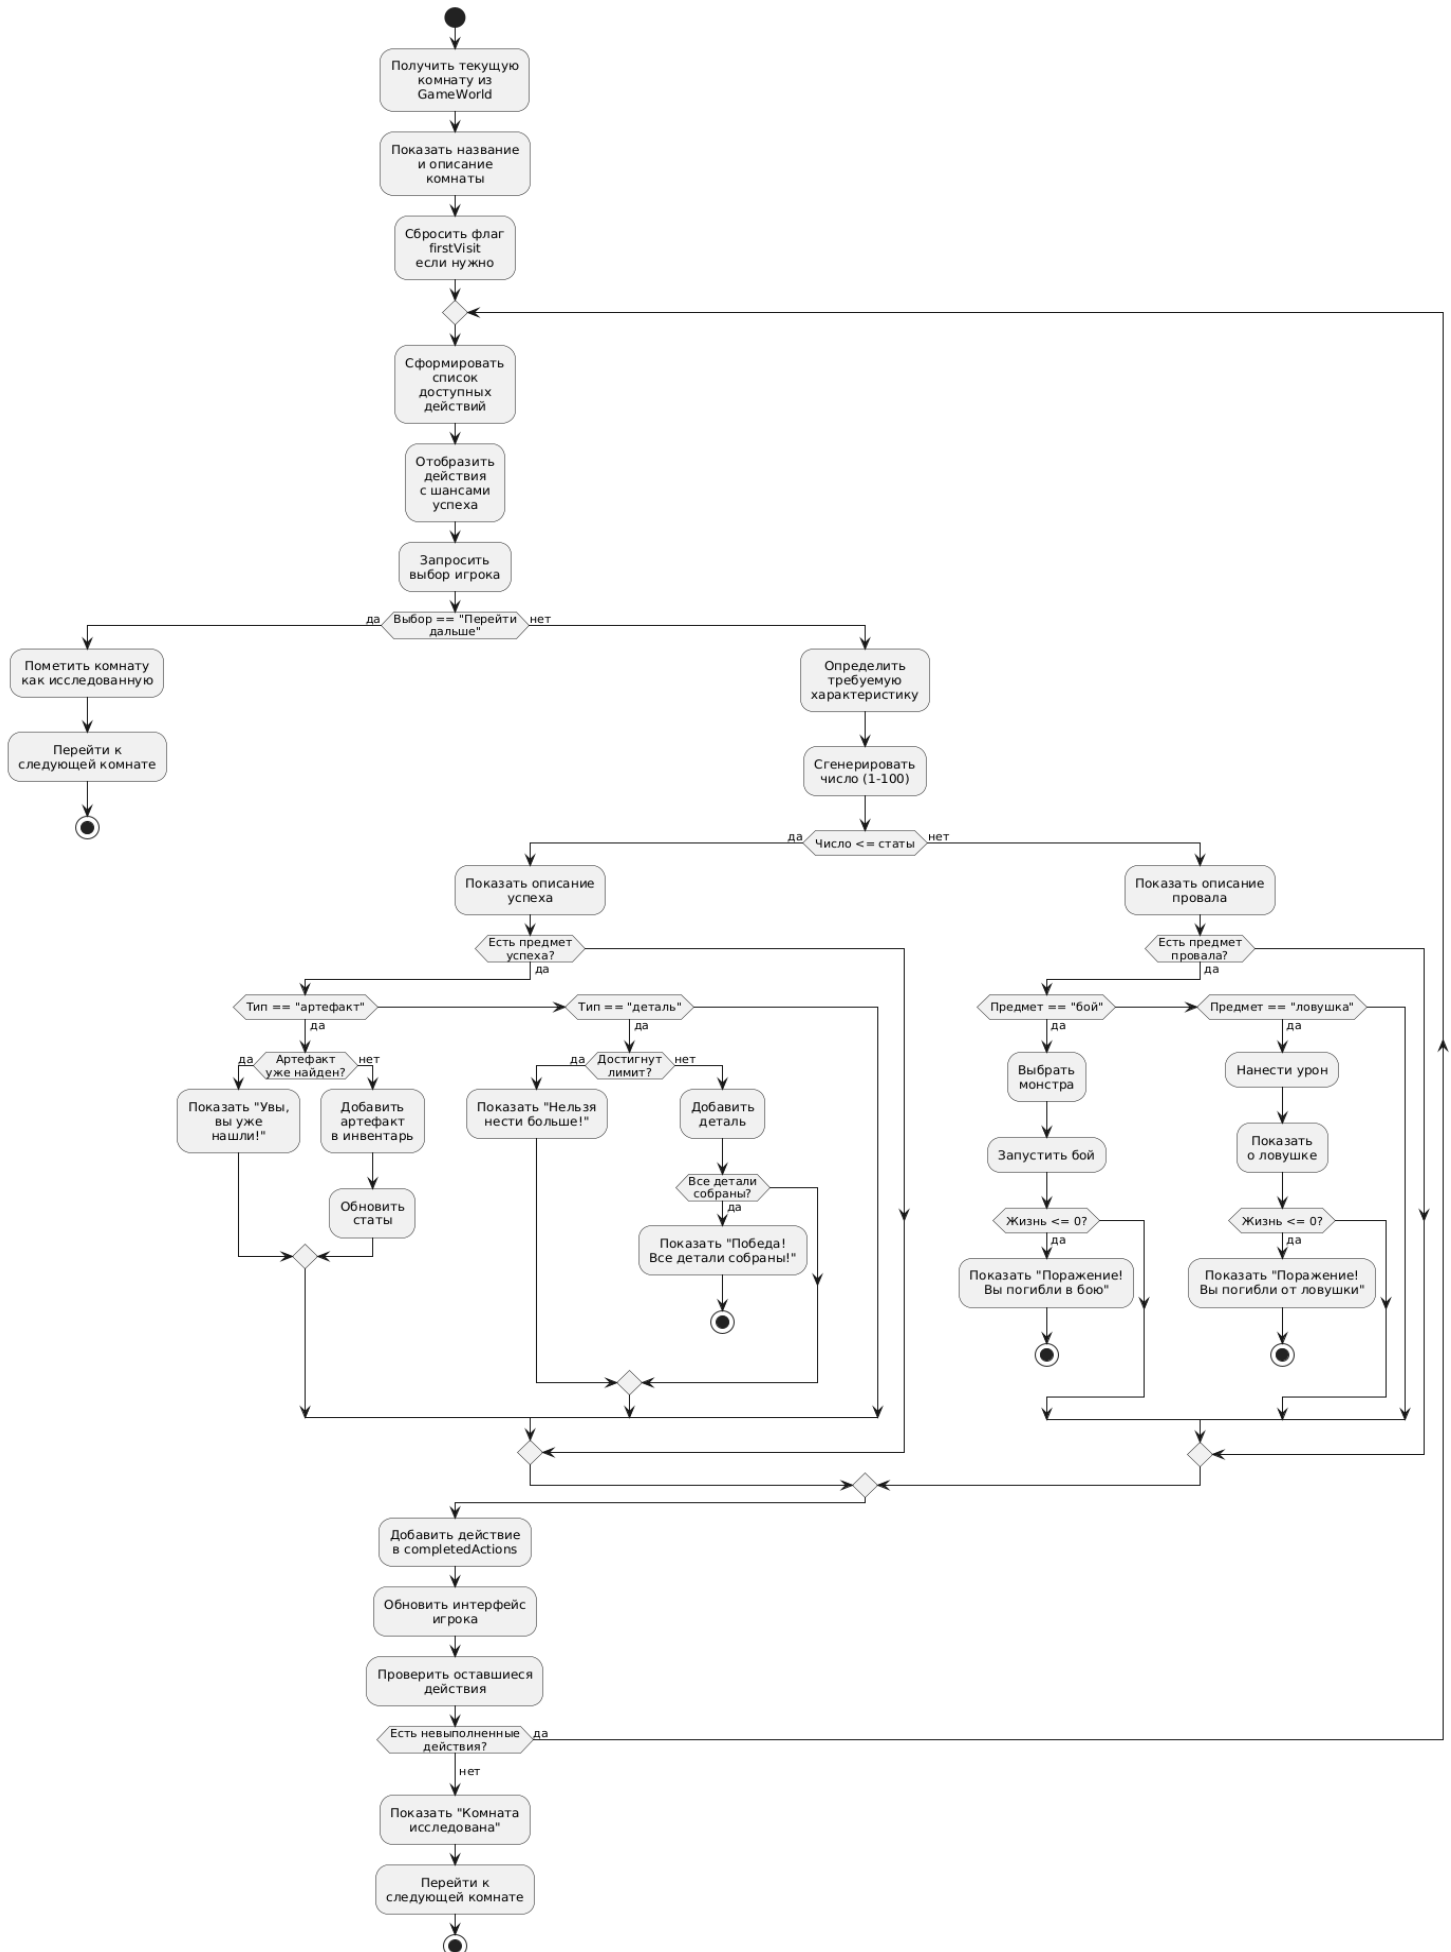 Получить текущую
комнату из
GameWorld
Показать название
и описание
комнаты
Сбросить флаг
firstVisit
если нужно
Сформировать
список
доступных
действий
Отобразить
действия
с шансами
успеха
Запросить
выбор игрока
да
Выбор == "Перейти
дальше"
нет
Пометить комнату
как исследованную
Перейти к
следующей комнате
Определить
требуемую
характеристику
Сгенерировать
число (1-100)
да
Число <= статы
нет
Показать описание
успеха
Есть предмет
успеха?
да
Тип == "артефакт"
да
Артефакт
уже найден?
да
нет
Показать "Увы,
вы уже
нашли!"
Добавить
артефакт
в инвентарь
Обновить
статы
Тип == "деталь"
да
Достигнут
лимит?
да
нет
Показать "Нельзя
нести больше!"
Добавить
деталь
Все детали
собраны?
да
Показать "Победа!
Все детали собраны!"
Показать описание
провала
Есть предмет
провала?
да
Предмет == "бой"
да
Выбрать
монстра
Запустить бой
Жизнь <= 0?
да
Показать "Поражение!
Вы погибли в бою"
Предмет == "ловушка"
да
Нанести урон
Показать
о ловушке
Жизнь <= 0?
да
Показать "Поражение!
Вы погибли от ловушки"
Добавить действие
в completedActions
Обновить интерфейс
игрока
Проверить оставшиеся
действия
Есть невыполненные
действия?
да
нет
Показать "Комната
исследована"
Перейти к
следующей комнате